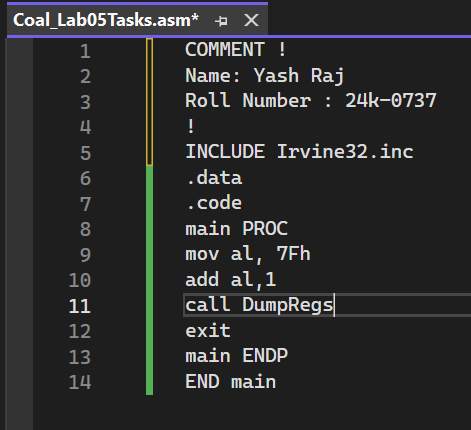 Coal_Lab05Tasks.asm*
1 COMMENT !
2 Name: Yash Raj
3 Roll Number : 24k-0737
4 !
5 INCLUDE Irvine32.inc
6 .data
7 .code
8 main PROC
9 mov al, 7Fh
10 add al,1
11 call DumpRegs
12 exit
13 main ENDP
14 END main